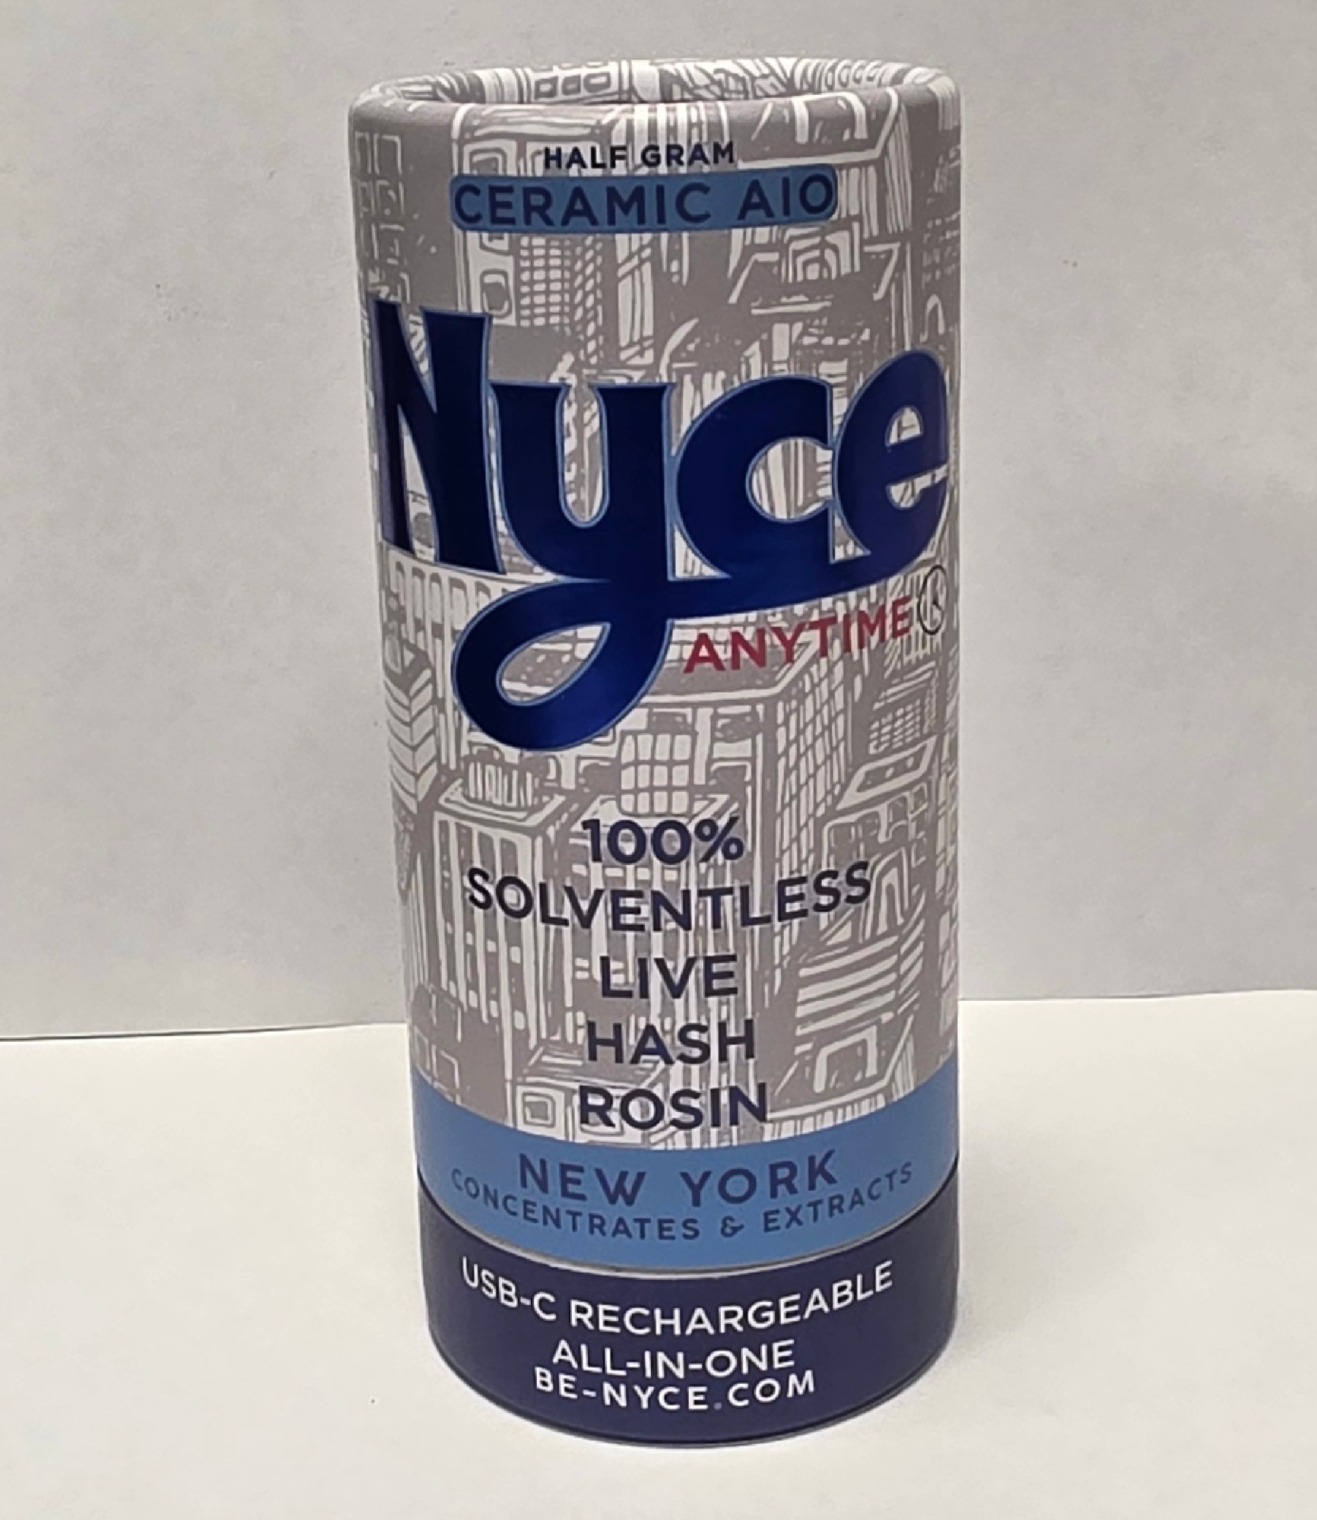 HALF GRAM
CERAMIC AIO
Nyce
ANYTIME
100%
SOLVENTLESS
LIVE
HASH
ROSIN
NEW YORK
CONCENTRATES & EXTRACTS
USB-C RECHARGEABLE
ALL-IN-ONE
BE-NYCE.COM